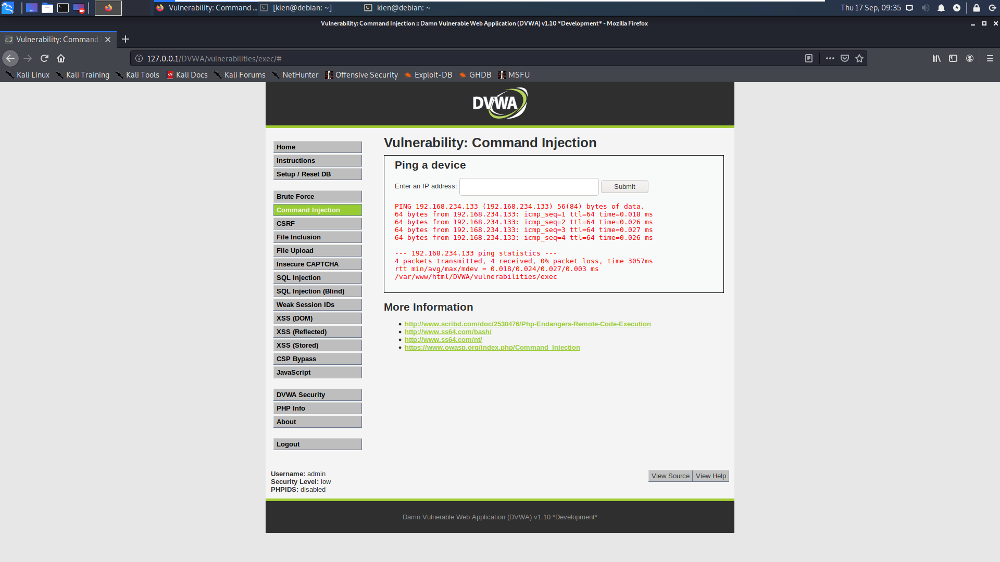 Vulnerability: Command ...
[kien@debian: ~]
kien@debian: ~
Thu 17 Sep, 09:35
Vulnerability: Command Injection :: Damn Vulnerable Web Application (DVWA) v1.10 *Development* - Mozilla Firefox
Vulnerability: Command
127.0.0.1/DVWA/vulnerabilities/exec/#
Kali Linux Kali Training Kali Tools Kali Docs Kali Forums NetHunter Offensive Security Exploit-DB GHDB MSFU
DVWA
Home
Instructions
Setup / Reset DB
Brute Force
Command Injection
CSRF
File Inclusion
File Upload
Insecure CAPTCHA
SQL Injection
SQL Injection (Blind)
Weak Session IDs
XSS (DOM)
XSS (Reflected)
XSS (Stored)
CSP Bypass
JavaScript
DVWA Security
PHP Info
About
Logout
Vulnerability: Command Injection
Ping a device
Enter an IP address: Submit
PING 192.168.234.133 (192.168.234.133) 56(84) bytes of data.
64 bytes from 192.168.234.133: icmp_seq=1 ttl=64 time=0.018 ms
64 bytes from 192.168.234.133: icmp_seq=2 ttl=64 time=0.026 ms
64 bytes from 192.168.234.133: icmp_seq=3 ttl=64 time=0.027 ms
64 bytes from 192.168.234.133: icmp_seq=4 ttl=64 time=0.026 ms
--- 192.168.234.133 ping statistics ---
4 packets transmitted, 4 received, 0% packet loss, time 3057ms
rtt min/avg/max/mdev = 0.018/0.024/0.027/0.003 ms
/var/www/html/DVWA/vulnerabilities/exec
More Information
http://www.scribd.com/doc/2530476/Php-Endangers-Remote-Code-Execution
http://www.ss64.com/bash/
http://www.ss64.com/nt/
https://www.owasp.org/index.php/Command_Injection
Username: admin
Security Level: low
PHPIDS: disabled
View Source View Help
Damn Vulnerable Web Application (DVWA) v1.10 *Development*